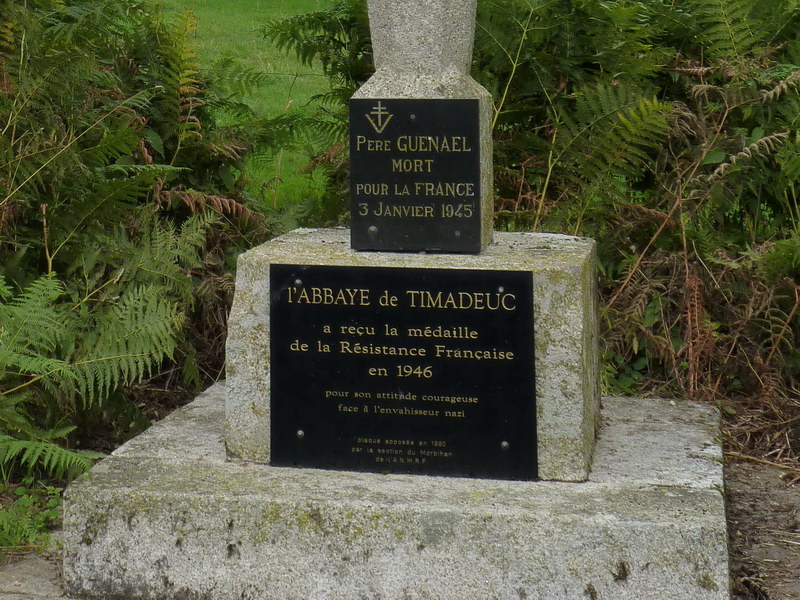 PÈRE GUENAEL
MORT
POUR LA FRANCE
3 JANVIER 1945
l'ABBAYE de TIMADEUC
a reçu la médaille
de la Résistance Française
en 1946
pour son attitude courageuse
face à l'envahisseur nazi
plaque apposée en
par la section du Morbihan
de l'A.N.M.R.F